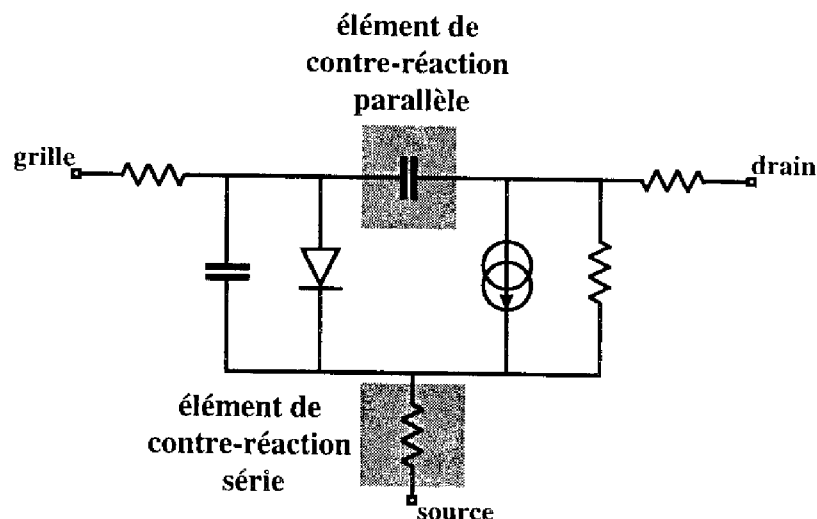 élément de
contre-réaction
parallèle
grille
drain
élément de
contre-réaction
série
source